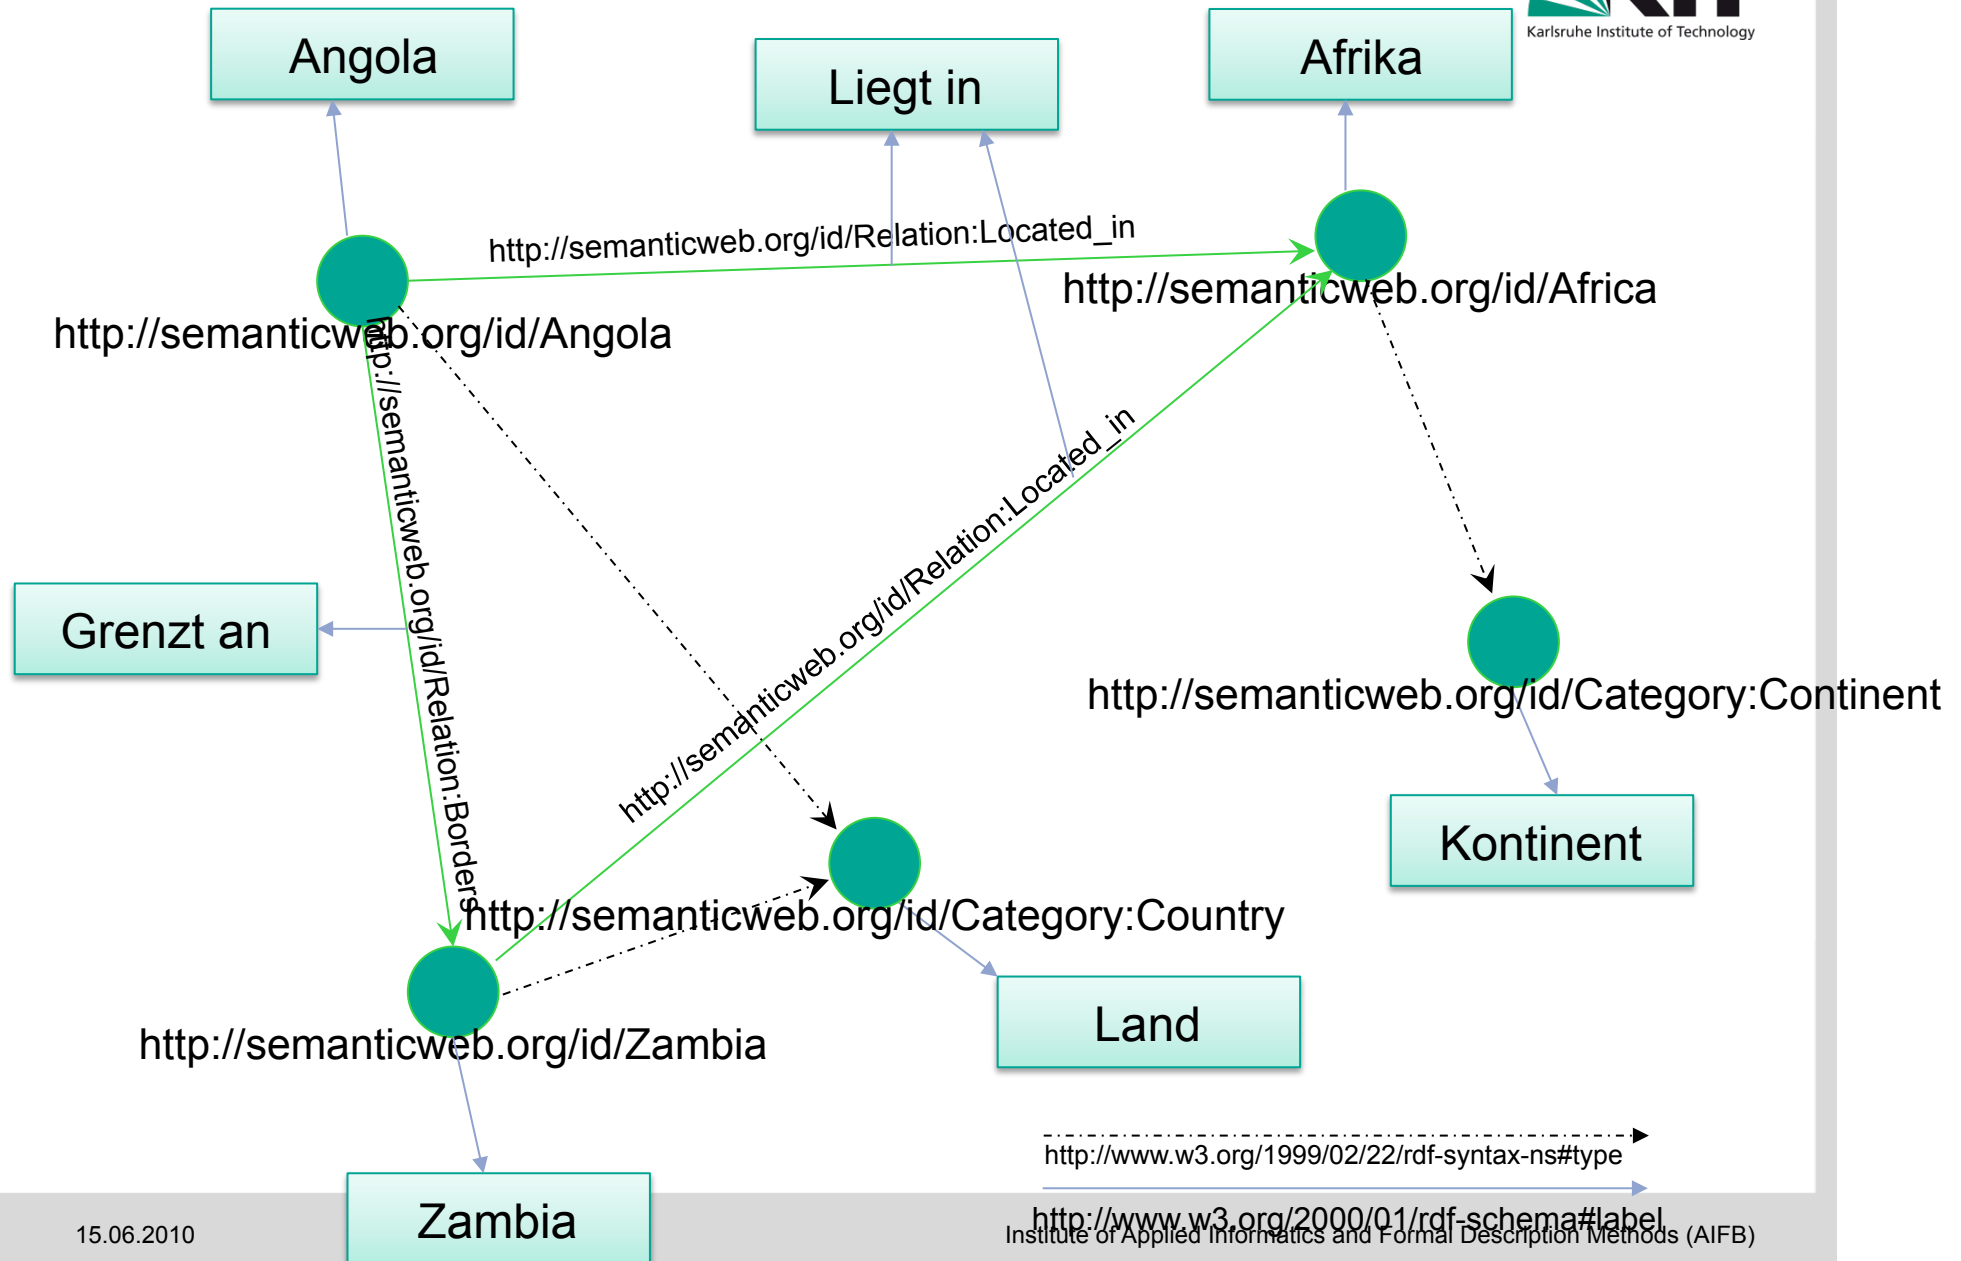 Karlsruhe Institute of Technology
Angola
Liegt in
Afrika
http://semanticweb.org/id/Relation:Located_in
http://semanticweb.org/id/Africa
http://semanticweb.org/id/Angola
http://semanticweb.org/id/Relation:Borders
http://semanticweb.org/id/Relation:Located_in
Grenzt an
http://semanticweb.org/id/Category:Continent
Kontinent
http://semanticweb.org/id/Category:Country
Land
http://semanticweb.org/id/Zambia
http://www.w3.org/1999/02/22/rdf-syntax-ns#type
Zambia
http://www.w3.org/2000/01/rdf-schema#label
15.06.2010
Institute of Applied Informatics and Formal Description Methods (AIFB)